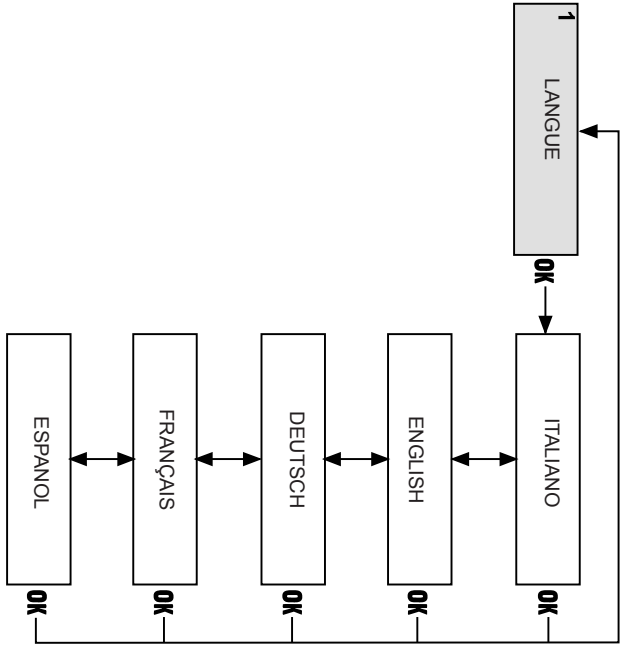 1
LANGUE OK ITALIANO OK
ENGLISH OK
DEUTSCH OK
FRANÇAIS OK
ESPANOL OK